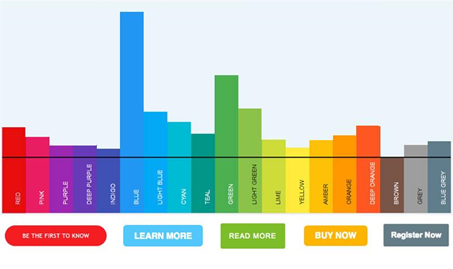 RED
PINK
PURPLE
DEEP PURPLE
INDIGO
BLUE
LIGHT BLUE
CYAN
TEAL
GREEN
LIGHT GREEN
LIME
YELLOW
AMBER
ORANGE
DEEP ORANGE
BROWN
GREY
BLUE GREY
BE THE FIRST TO KNOW
LEARN MORE
READ MORE
BUY NOW
Register Now